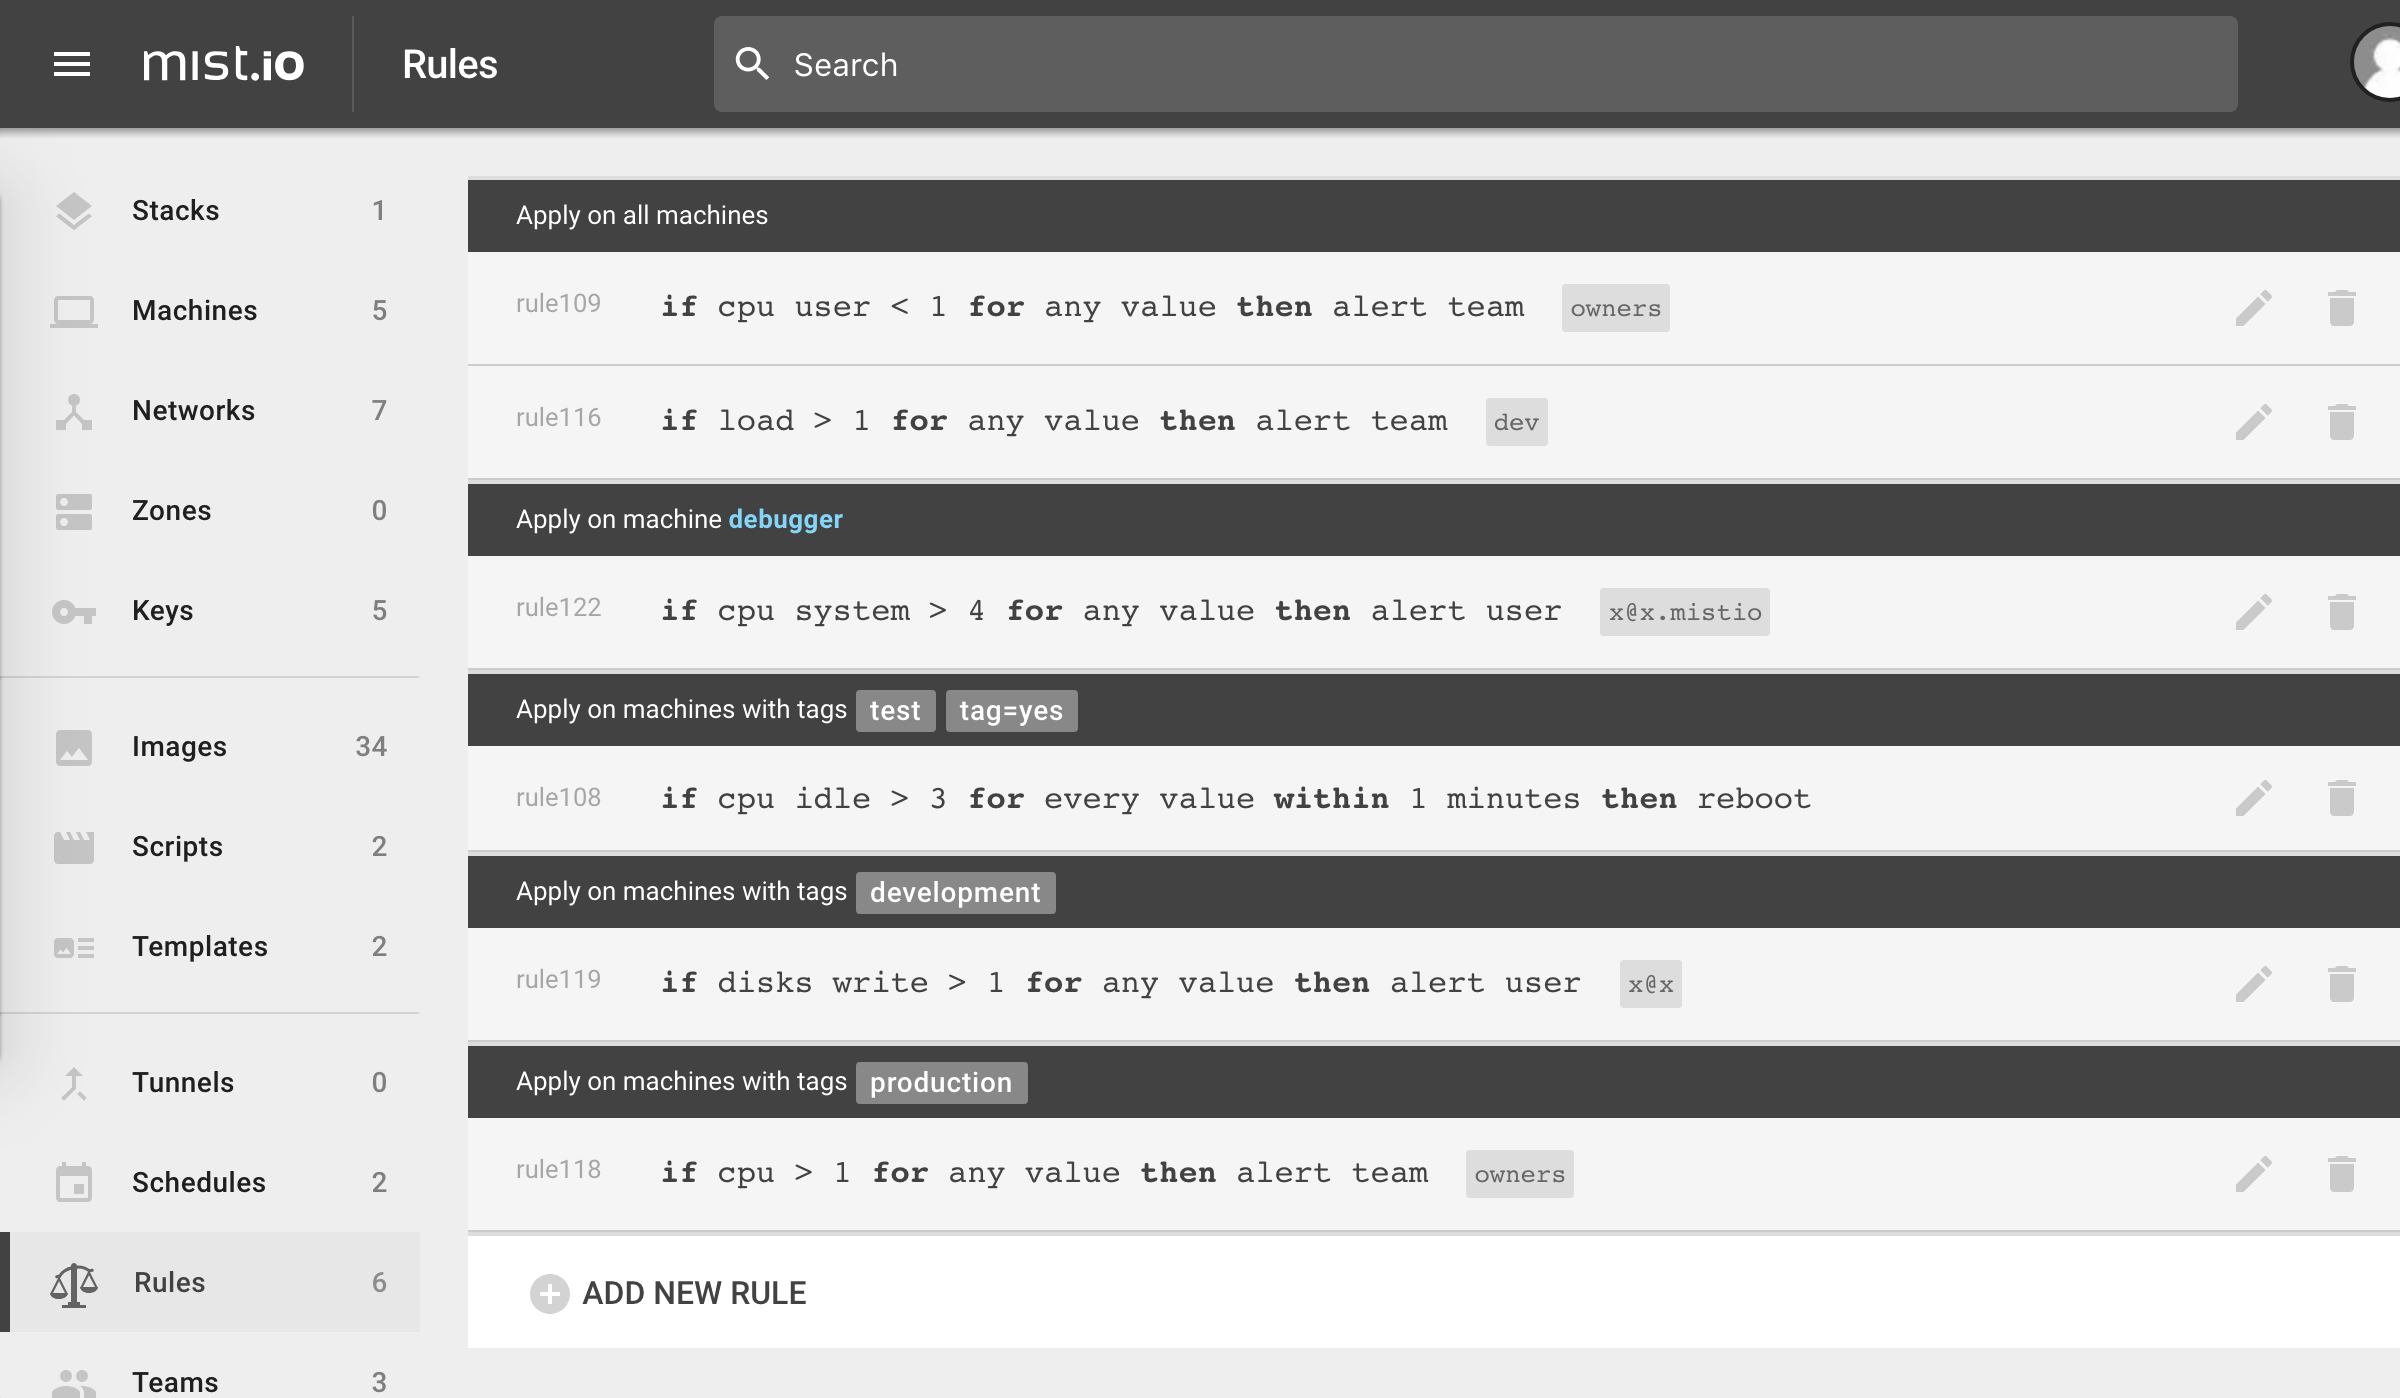 mist.io
Rules
Search
Stacks 1
Machines 5
Networks 7
Zones 0
Keys 5
Images 34
Scripts 2
Templates 2
Tunnels 0
Schedules 2
Rules 6
Teams 3
Apply on all machines
rule109 if cpu user < 1 for any value then alert team owners
rule116 if load > 1 for any value then alert team dev
Apply on machine debugger
rule122 if cpu system > 4 for any value then alert user x@x.mistio
Apply on machines with tags test tag=yes
rule108 if cpu idle > 3 for every value within 1 minutes then reboot
Apply on machines with tags development
rule119 if disks write > 1 for any value then alert user x@x
Apply on machines with tags production
rule118 if cpu > 1 for any value then alert team owners
ADD NEW RULE